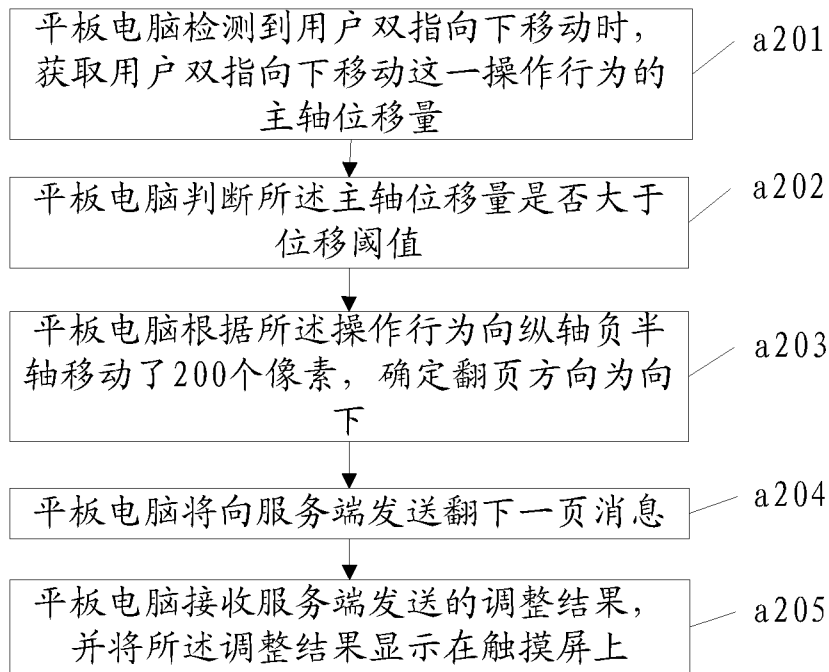 平板电脑检测到用户双指向下移动时，
获取用户双指向下移动这一操作行为的
主轴位移量
a201
平板电脑判断所述主轴位移量是否大于
位移阈值
a202
平板电脑根据所述操作行为向纵轴负半
轴移动了200个像素，确定翻页方向为向
下
a203
平板电脑将向服务端发送翻下一页消息
a204
平板电脑接收服务端发送的调整结果，
并将所述调整结果显示在触摸屏上
a205